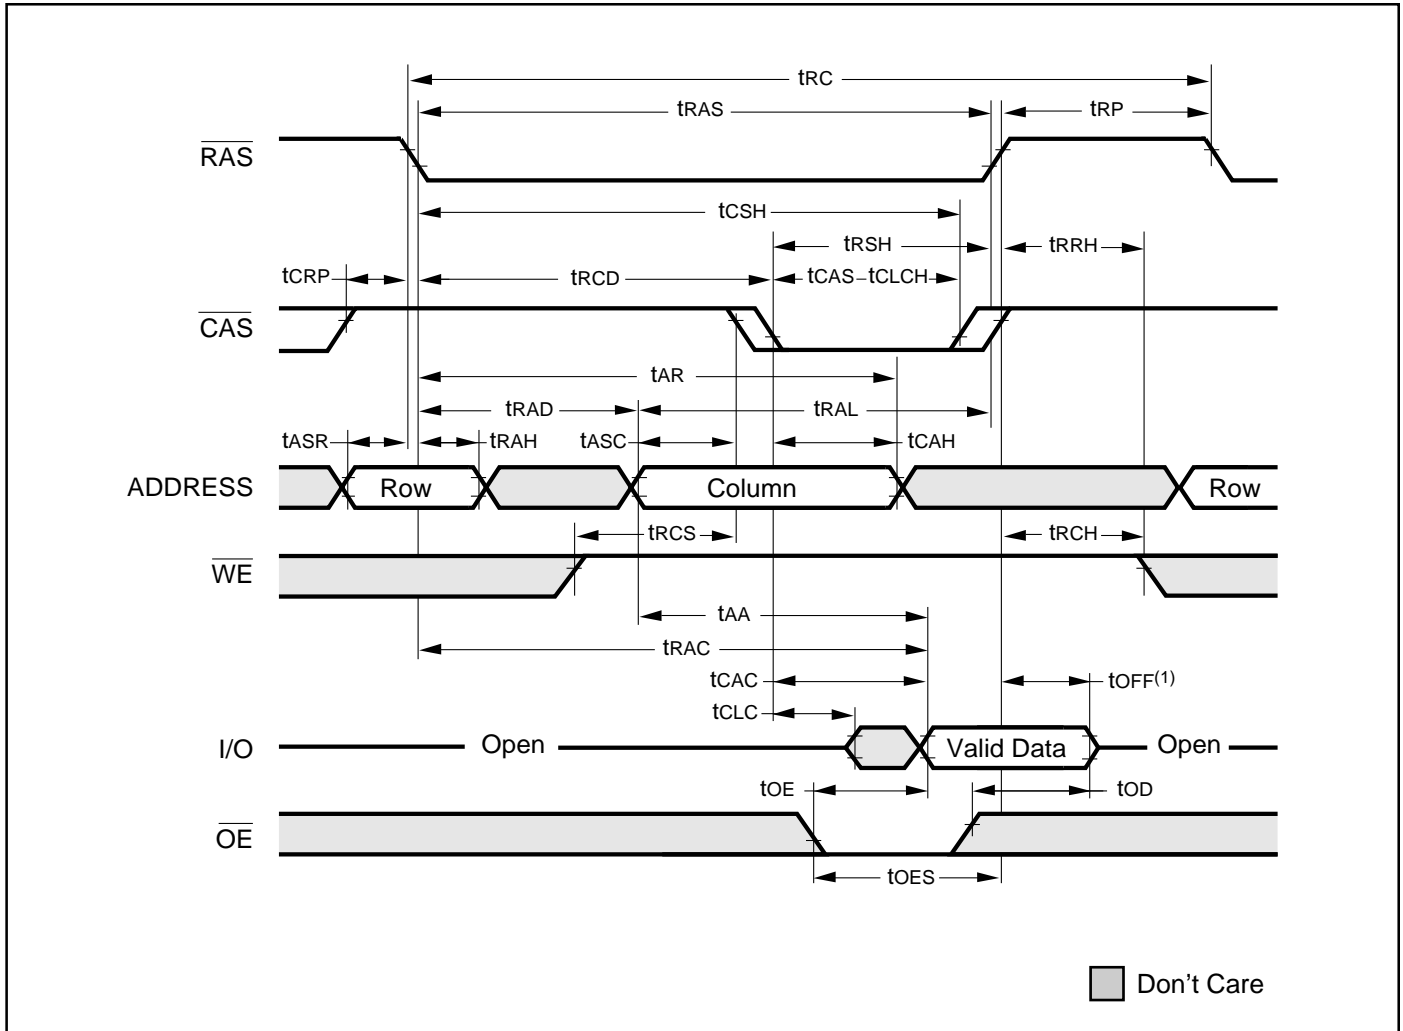 tRC
tRAS
tRP
RAS
tCSH
tRSH
tRRH
tCRP
tRCD
tCAS
tCLCH
CAS
tAR
tRAD
tRAL
tASR
tRAH
tASC
tCAH
ADDRESS
Row
Column
Row
tRCS
tRCH
WE
tAA
tRAC
tCAC
tOFF(1)
tCLC
I/O
Open
Valid Data
Open
tOE
tOD
OE
tOES
Don't Care